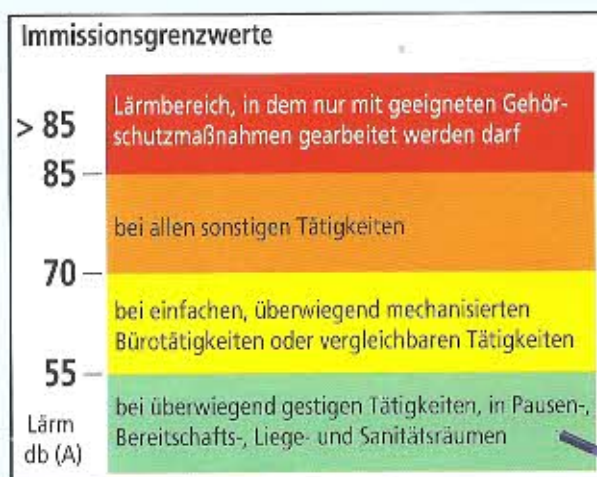 Immissionsgrenzwerte
> 85
Lärmbereich, in dem nur mit geeigneten Gehör-
schutzmaßnahmen gearbeitet werden darf
85
bei allen sonstigen Tätigkeiten
70
bei einfachen, überwiegend mechanisierten
Bürotätigkeiten oder vergleichbaren Tätigkeiten
55
bei überwiegend gestigen Tätigkeiten, in Pausen-,
Bereitschafts-, Liege- und Sanitätsräumen
Lärm
db (A)